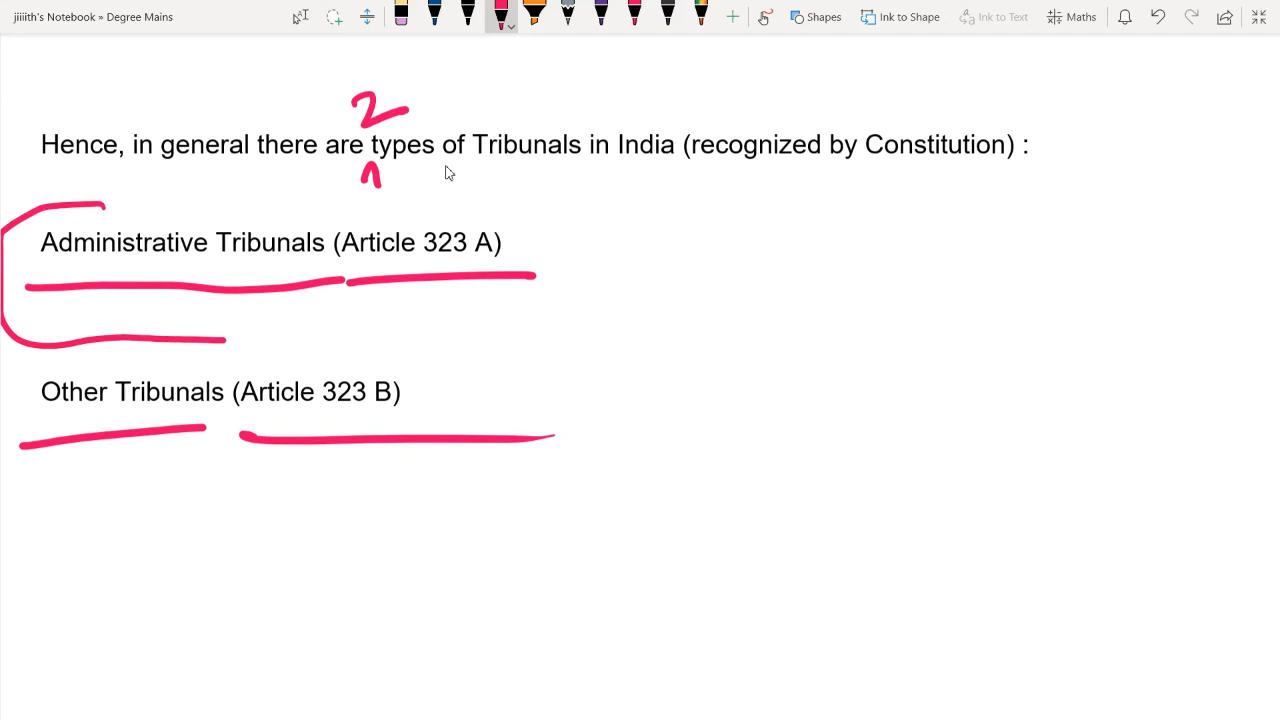 jiiiith's Notebook » Degree Mains
Shapes
Ink to Shape
Ink to Text
Maths
2
Hence, in general there are types of Tribunals in India (recognized by Constitution) :
Administrative Tribunals (Article 323 A)
Other Tribunals (Article 323 B)